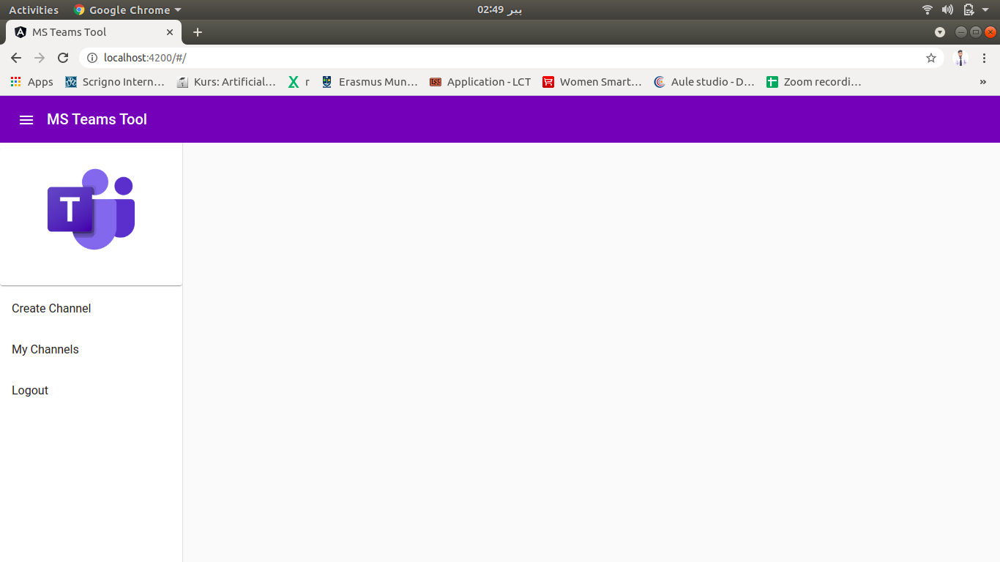 Activities Google Chrome پیر 02:49
MS Teams Tool
localhost:4200/#/
Apps Scrigno Intern... Kurs: Artificial... r Erasmus Mun... Application - LCT Women Smart... Aule studio - D... Zoom recordi... »
MS Teams Tool
T
Create Channel
My Channels
Logout